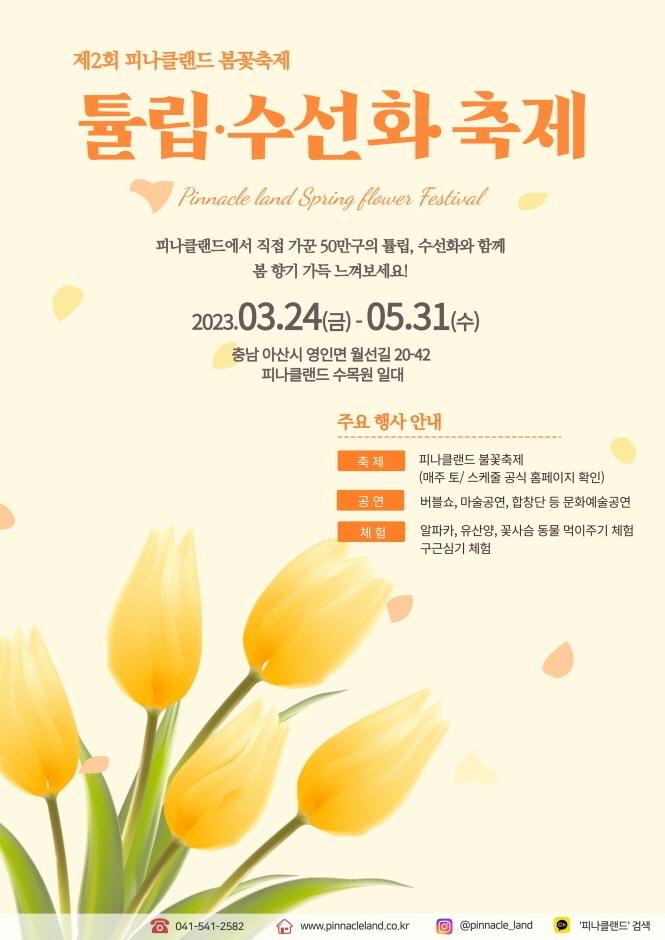 제2회 피나클랜드 봄꽃축제
튤립·수선화 축제
Pinnacle land Spring flower Festival
피나클랜드에서 직접 가꾼 50만구의 튤립, 수선화와 함께
봄 향기 가득 느껴보세요!
2023.03.24(금) - 05.31(수)
충남 아산시 영인면 월선길 20-42
피나클랜드 수목원 일대
주요 행사 안내
축 제 피나클랜드 불꽃축제
(매주 토/ 스케줄 공식 홈페이지 확인)
공 연 버블쇼, 마술공연, 합창단 등 문화예술공연
체 험 알파카, 유산양, 꽃사슴 동물 먹이주기 체험
구근심기 체험
041-541-2582 www.pinnacleland.co.kr @pinnacle_land Ch '피나클랜드' 검색